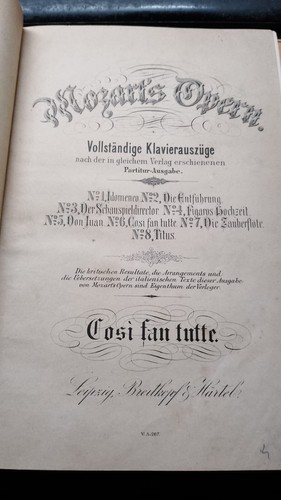 Mozart's Opern.
Vollständige Klavierauszüge
nach der in gleichem Verlag erschienenen
Partitur-Ausgabe.
No 1, Idomeneo No 2, Die Entführung
No 3, Der Schauspieldirector No 4, Figaros Hochzeit
No 5, Don Juan No 6, Cosi fan tutte No 7, Die Zauberflöte
No 8, Titus.
Die kritischen Resultate, die Arrangements und
die Uebersetzungen der italienischen Texte dieser Ausgabe
von Mozarts Opern sind Eigenthum der Verleger
Così fan tutte.
Leipzig, Breitkopf & Härtel.
V.A.167.